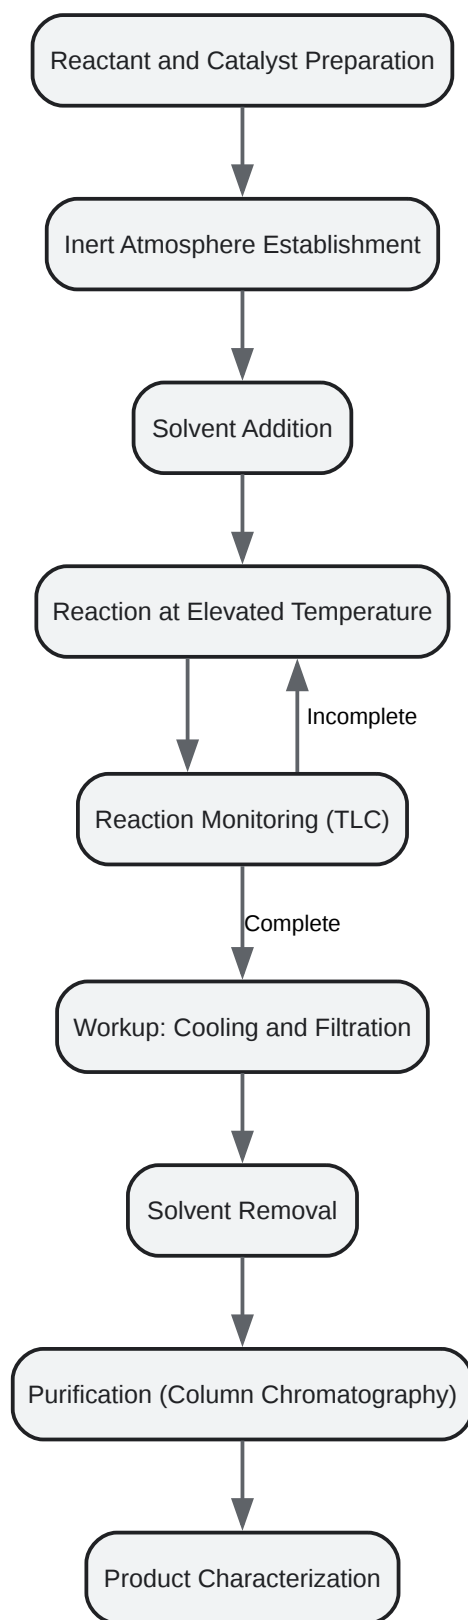 Reactant and Catalyst Preparation
Inert Atmosphere Establishment
Solvent Addition
Reaction at Elevated Temperature
Incomplete
Reaction Monitoring (TLC)
Complete
Workup: Cooling and Filtration
Solvent Removal
Purification (Column Chromatography)
Product Characterization